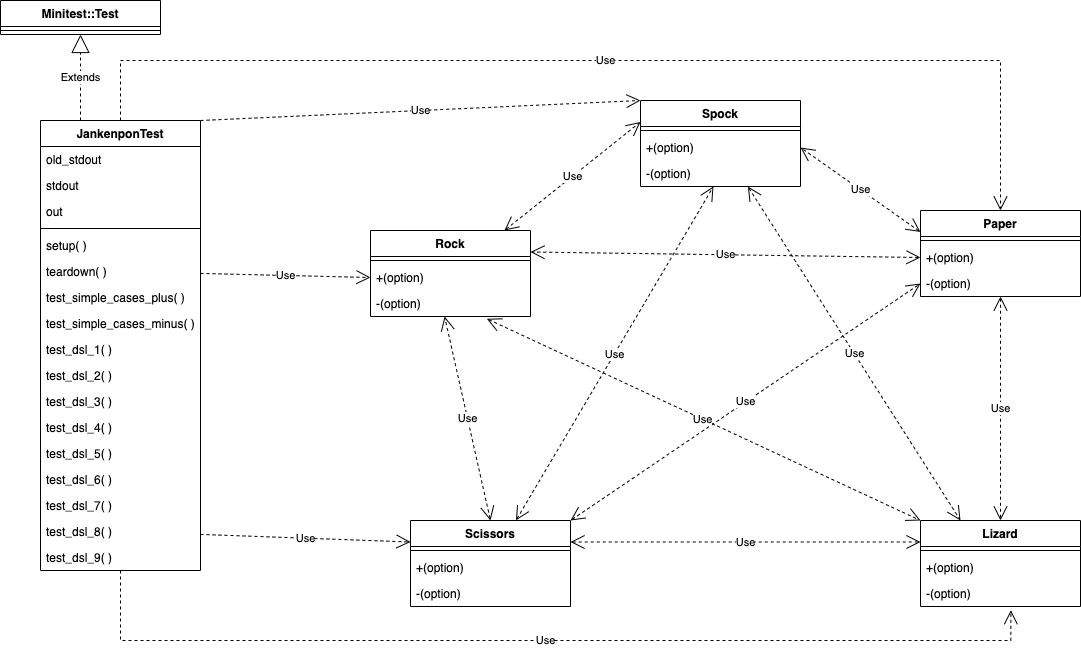 Minitest::Test
Extends
Use
Use
JankenponTest
old_stdout
stdout
out
setup( )
teardown( )
test_simple_cases_plus( )
test_simple_cases_minus( )
test_dsl_1( )
test_dsl_2( )
test_dsl_3( )
test_dsl_4( )
test_dsl_5( )
test_dsl_6( )
test_dsl_7( )
test_dsl_8( )
test_dsl_9( )
Spock
+(option)
-(option)
Use
Use
Paper
+(option)
-(option)
Rock
+(option)
-(option)
Use
Use
Use
Use
Use
Use
Use
Use
Use
Scissors
+(option)
-(option)
Use
Use
Lizard
+(option)
-(option)
Use